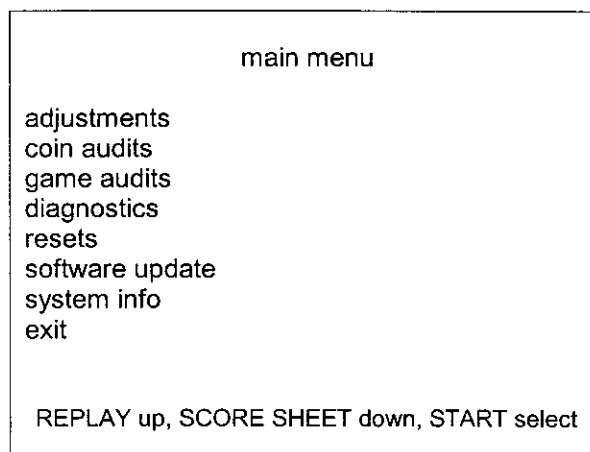 main menu
adjustments
coin audits
game audits
diagnostics
resets
software update
system info
exit
REPLAY up, SCORE SHEET down, START select